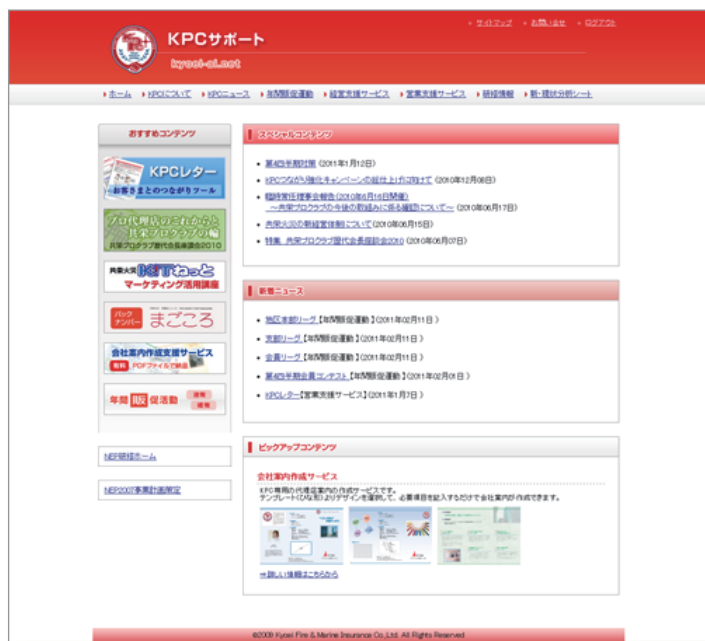 サイトマップ
お問い合せ
ログアウト
KPCサポート
kyoei-ai.net
ホーム
KPCについて
KPCニュース
年間販促運動
経営支援サービス
営業支援サービス
研修情報
新・現状分析シート
おすすめコンテンツ
KPCレター
お客さまとのつながりツール
プロ代理店のこれからと
共栄プロクラブの輪
共栄プロクラブ歴代会長座談会2010
共栄火災
ねっと
マーケティング活用講座
バック
ナンバー
まごころ
会社案内作成支援サービス
有料 PDFファイルで納品
年間 販 促活動
速報
NEP研修ホーム
NEP2007事業計画策定
スペシャルコンテンツ
第4四半期対策 (2011年1月12日)
KPCつながり強化キャンペーンの総仕上げに向けて (2010年12月08日)
臨時常任理事会報告(2010年6月16日開催)
～共栄プロクラブの今後の取組みに係る確認について～ (2010年06月17日)
共栄火災の新経営体制について (2010年06月15日)
特集 共栄プロクラブ歴代会長座談会2010 (2010年06月07日)
新着ニュース
地区本部リーグ【年間販促運動】(2011年02月11日)
支部リーグ【年間販促運動】(2011年02月11日)
会員リーグ【年間販促運動】(2011年02月11日)
第4四半期会員コンテスト【年間販促運動】(2011年02月01日)
KPCレター【営業支援サービス】(2011年1月7日)
ピックアップコンテンツ
会社案内作成サービス
KPC専用の代理店案内の作成サービスです。
テンプレート(ひな形)よりデザインを選択して、必要項目を記入するだけで会社案内が作成できます。
⇒詳しい情報はこちらから
©2009 Kyoei Fire & Marine Insurance Co.,Ltd. All Rights Reserved